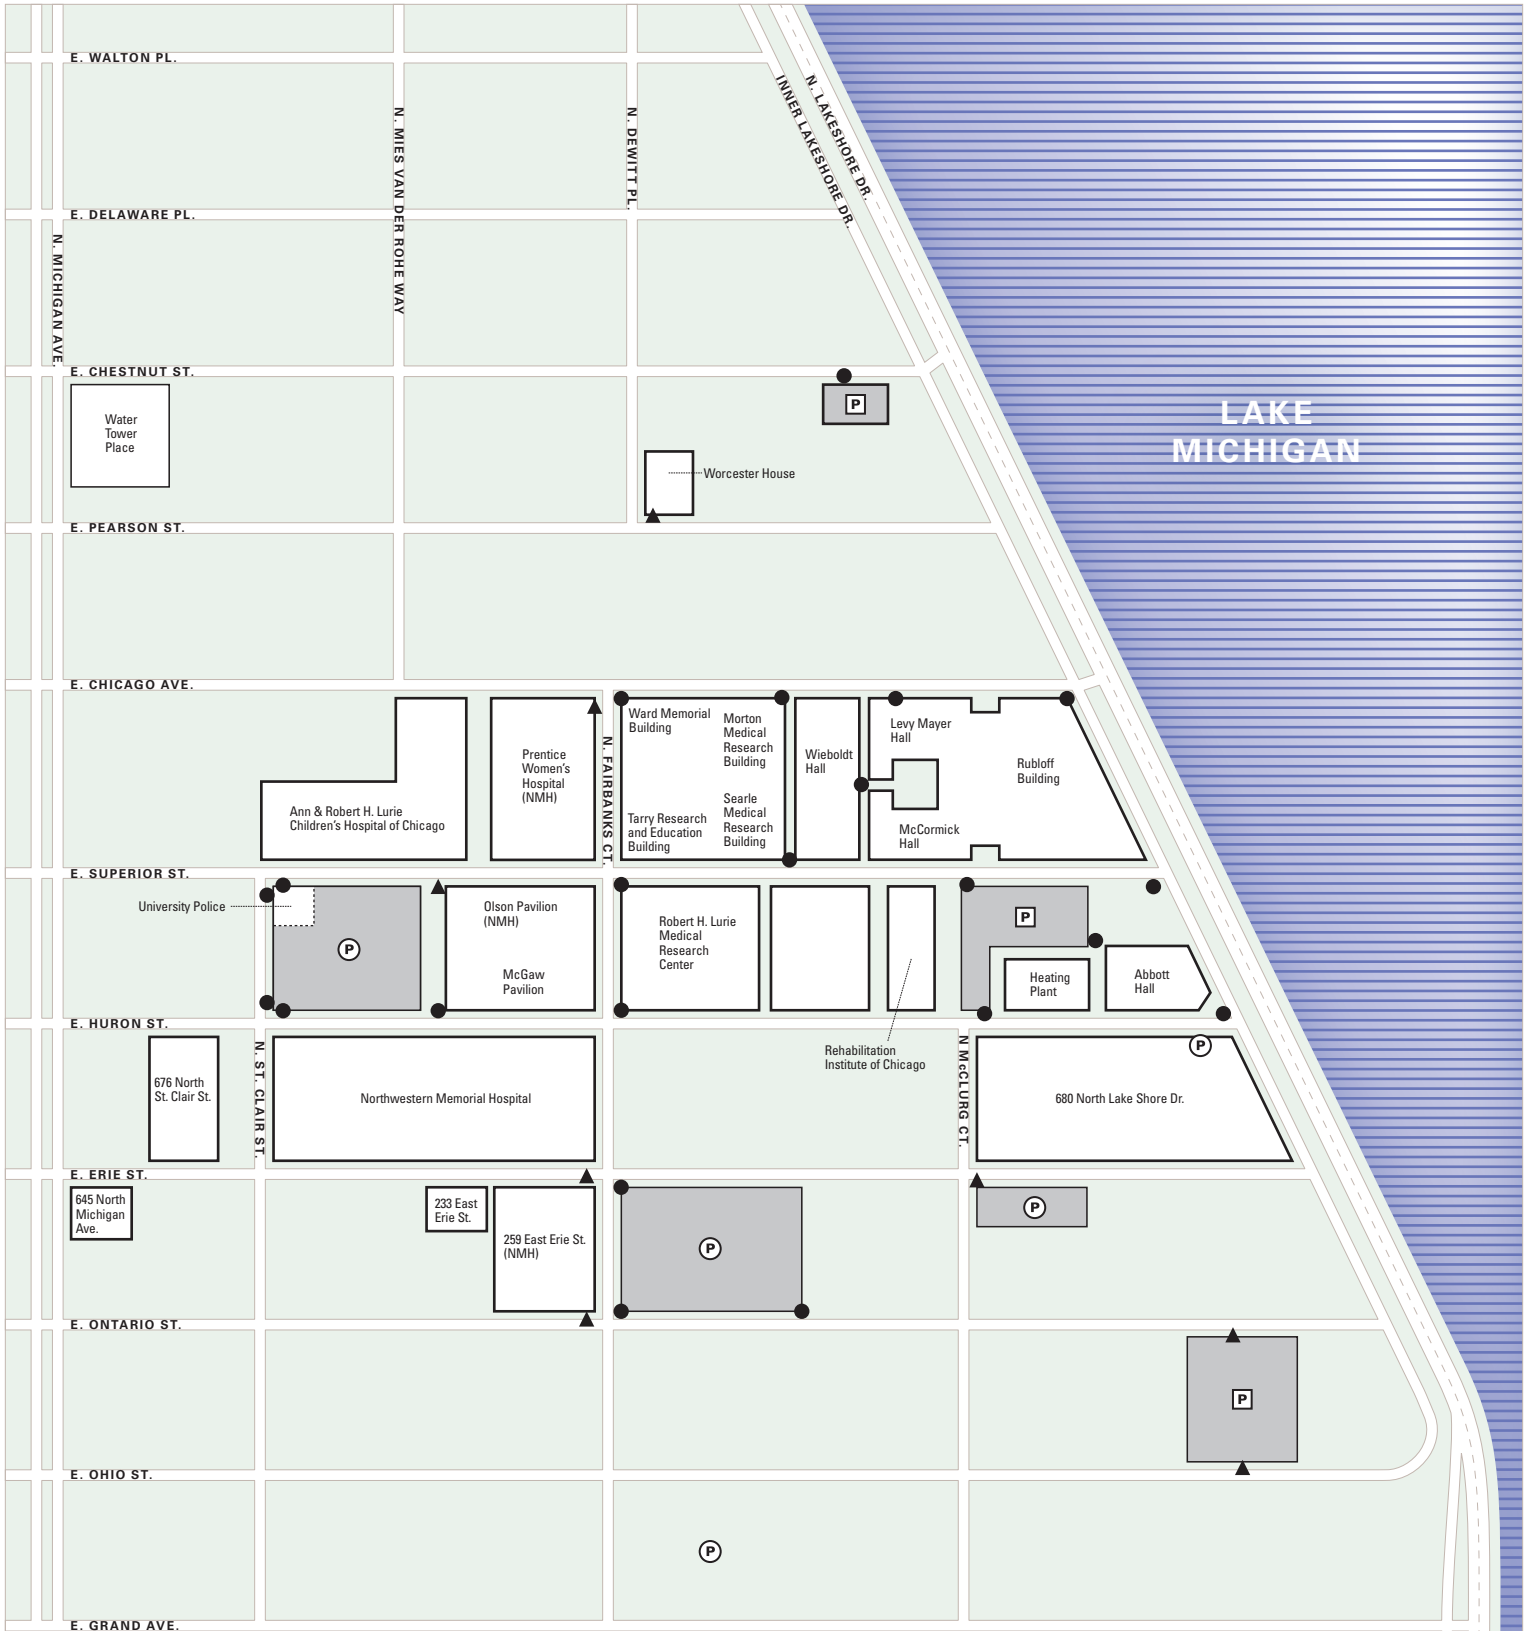 E. WALTON PL.
N. LAKESHORE DR.
INNER LAKESHORE DR.
N. MIES VAN DER ROHE WAY
N. DEWITT PL.
E. DELAWARE PL.
N. MICHIGAN AVE.
E. CHESTNUT ST.
P
Water
Tower
Place
LAKE
MICHIGAN
Worcester House
E. PEARSON ST.
E. CHICAGO AVE.
Ward Memorial
Building
Morton
Medical
Research
Building
Levy Mayer
Hall
N. FAIRBANKS CT.
Prentice
Women's
Hospital
(NMH)
Wieboldt
Hall
Rubloff
Building
Searle
Medical
Research
Building
Ann & Robert H. Lurie
Children's Hospital of Chicago
Tarry Research
and Education
Building
McCormick
Hall
E. SUPERIOR ST.
University Police
P
Olson Pavilion
(NMH)
McGaw
Pavilion
Robert H. Lurie
Medical
Research
Center
P
Heating
Plant
Abbott
Hall
E. HURON ST.
Rehabilitation
Institute of Chicago
N McCLURG CT.
P
N. ST. CLAIR ST.
676 North
St. Clair St.
Northwestern Memorial Hospital
680 North Lake Shore Dr.
E. ERIE ST.
645 North
Michigan
Ave.
233 East
Erie St.
259 East Erie St.
(NMH)
P
P
E. ONTARIO ST.
P
E. OHIO ST.
P
E. GRAND AVE.